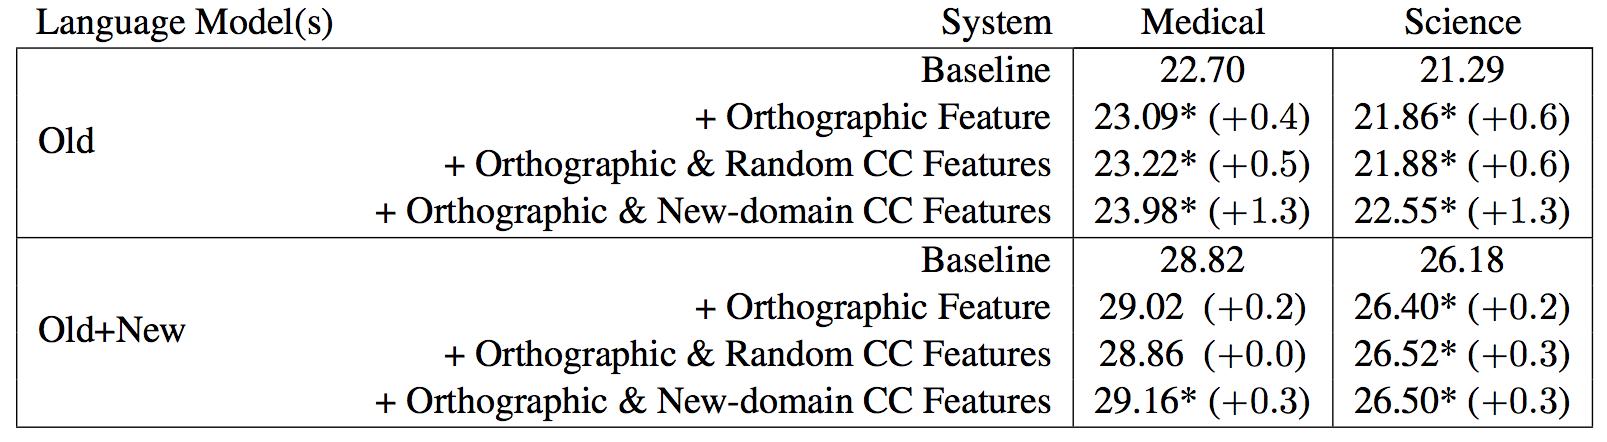 Language Model(s) System Medical Science
Baseline 22.70 21.29
+ Orthographic Feature 23.09* (+0.4) 21.86* (+0.6)
Old
+ Orthographic & Random CC Features 23.22* (+0.5) 21.88* (+0.6)
+ Orthographic & New-domain CC Features 23.98* (+1.3) 22.55* (+1.3)
Baseline 28.82 26.18
+ Orthographic Feature 29.02 (+0.2) 26.40* (+0.2)
Old+New
+ Orthographic & Random CC Features 28.86 (+0.0) 26.52* (+0.3)
+ Orthographic & New-domain CC Features 29.16* (+0.3) 26.50* (+0.3)